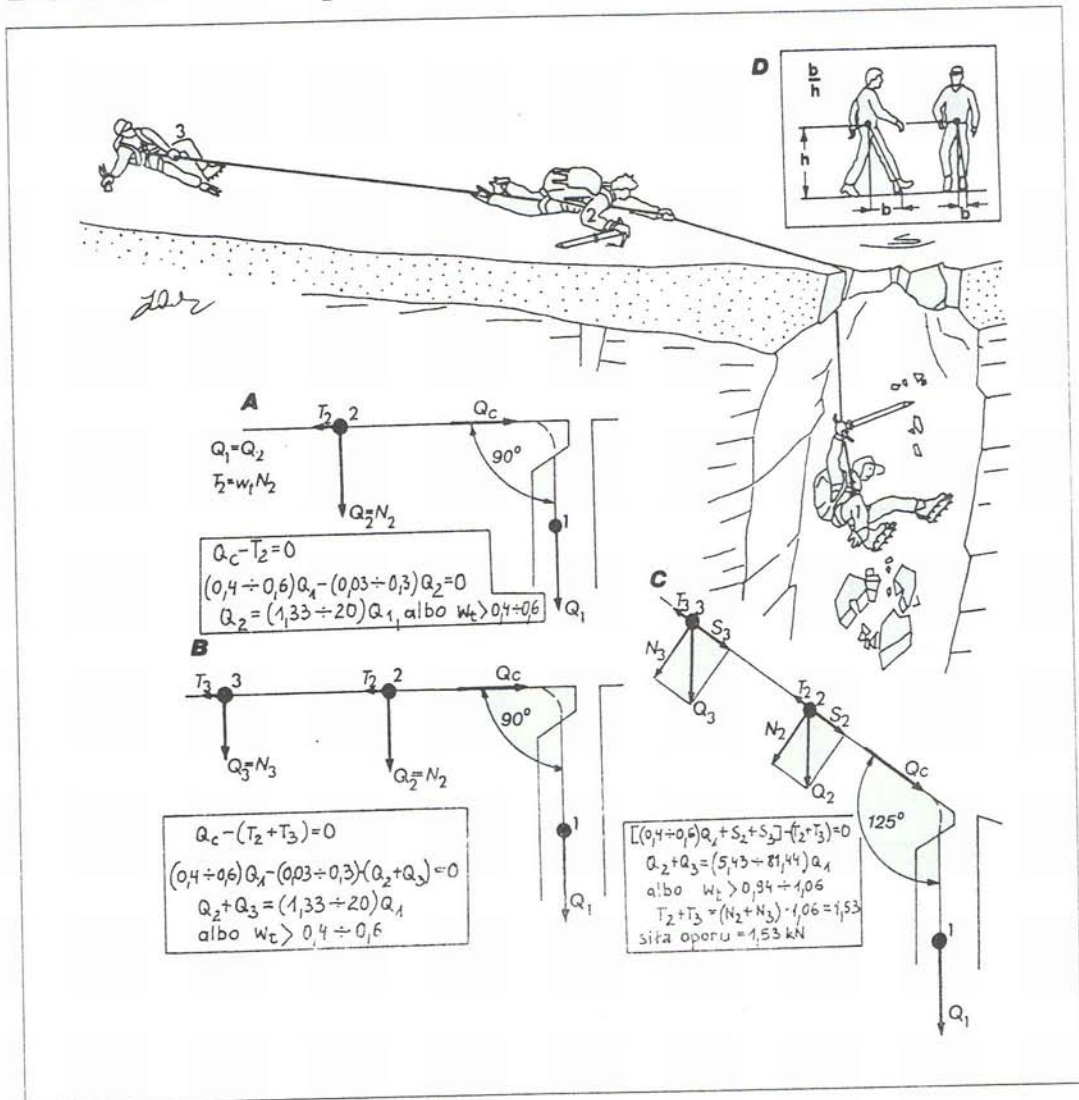 D
b/h
h
b
b
3
2
1
A
T₂ 2
Qc
Q₁=Q₂
T₂=wₜN₂
90°
Q₂=N₂
1
Q₁
Qc-T₂=0
(0,4÷0,6)Q₁-(0,03÷0,3)Q₂=0
Q₂=(1,33÷20)Q₁, albo wₜ>0,4÷0,6
B
T₃ 3
T₂ 2
Qc
90°
Q₃=N₃
Q₂=N₂
1
Q₁
Qc-(T₂+T₃)=0
(0,4÷0,6)Q₁-(0,03÷0,3)·(Q₂+Q₃)=0
Q₂+Q₃=(1,33÷20)Q₁
albo wₜ> 0,4÷0,6
C
T₃ 3
S₃
N₃
Q₃
T₂ 2
S₂
N₂
Q₂
Qc
125°
1
Q₁
[(0,4÷0,6)Q₁+S₂+S₃]-(T₂+T₃)=0
Q₂+Q₃=(5,43÷81,44)Q₁
albo wₜ>0,94÷1,06
T₂+T₃=(N₂+N₃)·1,06=1,53
siła oporu=1,53 kN